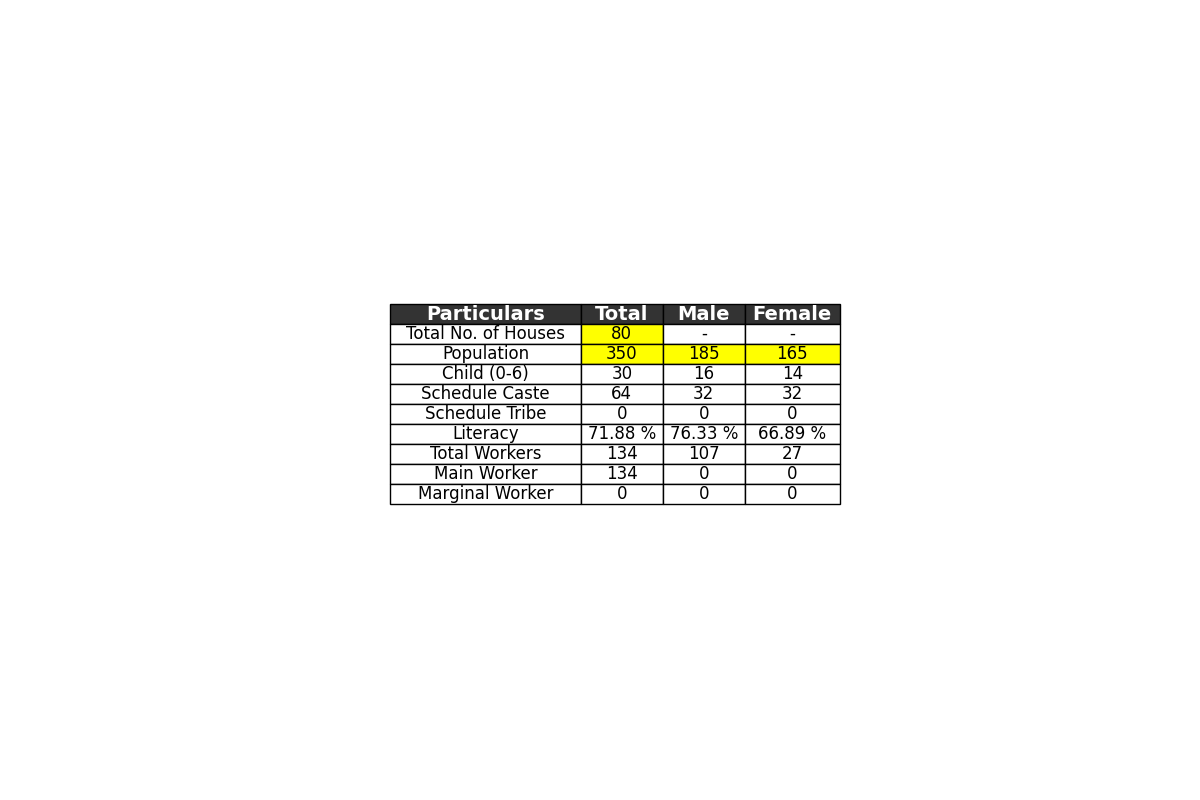 Particulars Total Male Female
Total No. of Houses 80 - -
Population 350 185 165
Child (0-6) 30 16 14
Schedule Caste 64 32 32
Schedule Tribe 0 0 0
Literacy 71.88 % 76.33 % 66.89 %
Total Workers 134 107 27
Main Worker 134 0 0
Marginal Worker 0 0 0